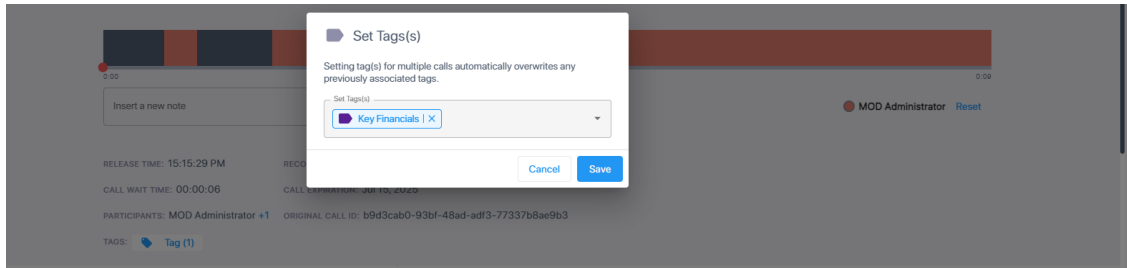 Set Tags(s)
Setting tag(s) for multiple calls automatically overwrites any
previously associated tags.
Set Tags(s)
Key Financials
Cancel Save
0:00 0:09
Insert a new note
MOD Administrator Reset
RELEASE TIME: 15:15:29 PM RECO
CALL WAIT TIME: 00:00:06 CALL EXPIRATION: Jul 15, 2025
PARTICIPANTS: MOD Administrator +1 ORIGINAL CALL ID: b9d3cab0-93bf-48ad-adf3-77337b8ae9b3
TAGS: Tag (1)